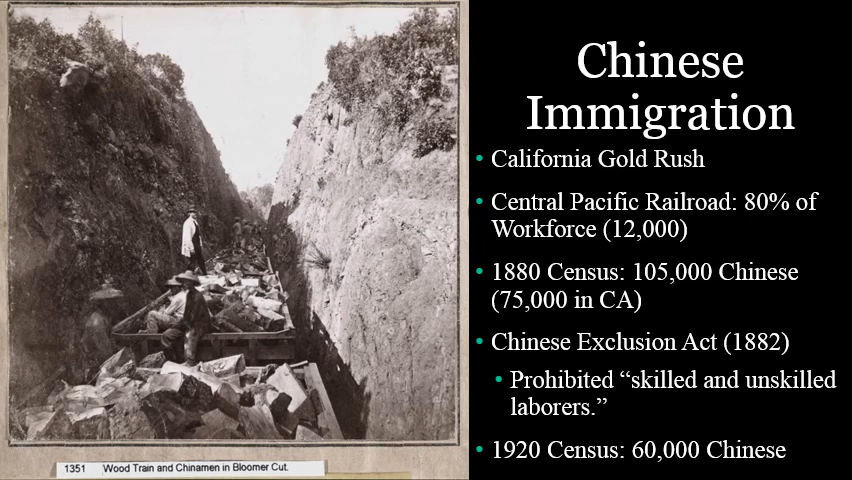 Chinese
Immigration
• California Gold Rush
• Central Pacific Railroad: 80% of
Workforce (12,000)
• 1880 Census: 105,000 Chinese
(75,000 in CA)
• Chinese Exclusion Act (1882)
• Prohibited “skilled and unskilled
laborers.”
• 1920 Census: 60,000 Chinese
1351 Wood Train and Chinamen in Bloomer Cut.